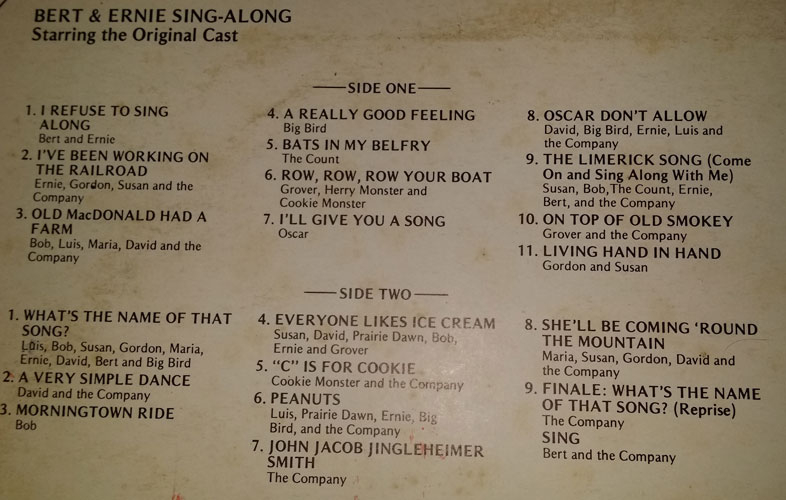 BERT & ERNIE SING-ALONG
Starring the Original Cast
SIDE ONE
1. I REFUSE TO SING
ALONG
Bert and Ernie
2. I'VE BEEN WORKING ON
THE RAILROAD
Ernie, Gordon, Susan and the
Company
3. OLD MacDONALD HAD A
FARM
Bob, Luis, Maria, David and the
Company
4. A REALLY GOOD FEELING
Big Bird
5. BATS IN MY BELFRY
The Count
6. ROW, ROW, ROW YOUR BOAT
Grover, Herry Monster and
Cookie Monster
7. I'LL GIVE YOU A SONG
Oscar
8. OSCAR DON'T ALLOW
David, Big Bird, Ernie, Luis and
the Company
9. THE LIMERICK SONG (Come
On and Sing Along With Me)
Susan, Bob,The Count, Ernie,
Bert, and the Company
10. ON TOP OF OLD SMOKEY
Grover and the Company
11. LIVING HAND IN HAND
Gordon and Susan
SIDE TWO
1. WHAT'S THE NAME OF THAT
SONG?
Luis, Bob, Susan, Gordon, Maria,
Ernie, David, Bert and Big Bird
2. A VERY SIMPLE DANCE
David and the Company
3. MORNINGTOWN RIDE
Bob
4. EVERYONE LIKES ICE CREAM
Susan, David, Prairie Dawn, Bob,
Ernie and Grover
5. "C" IS FOR COOKIE
Cookie Monster and the Company
6. PEANUTS
Luis, Prairie Dawn, Ernie, Big
Bird, and the Company
7. JOHN JACOB JINGLEHEIMER
SMITH
The Company
8. SHE'LL BE COMING 'ROUND
THE MOUNTAIN
Maria, Susan, Gordon, David and
the Company
9. FINALE: WHAT'S THE NAME
OF THAT SONG? (Reprise)
The Company
SING
Bert and the Company